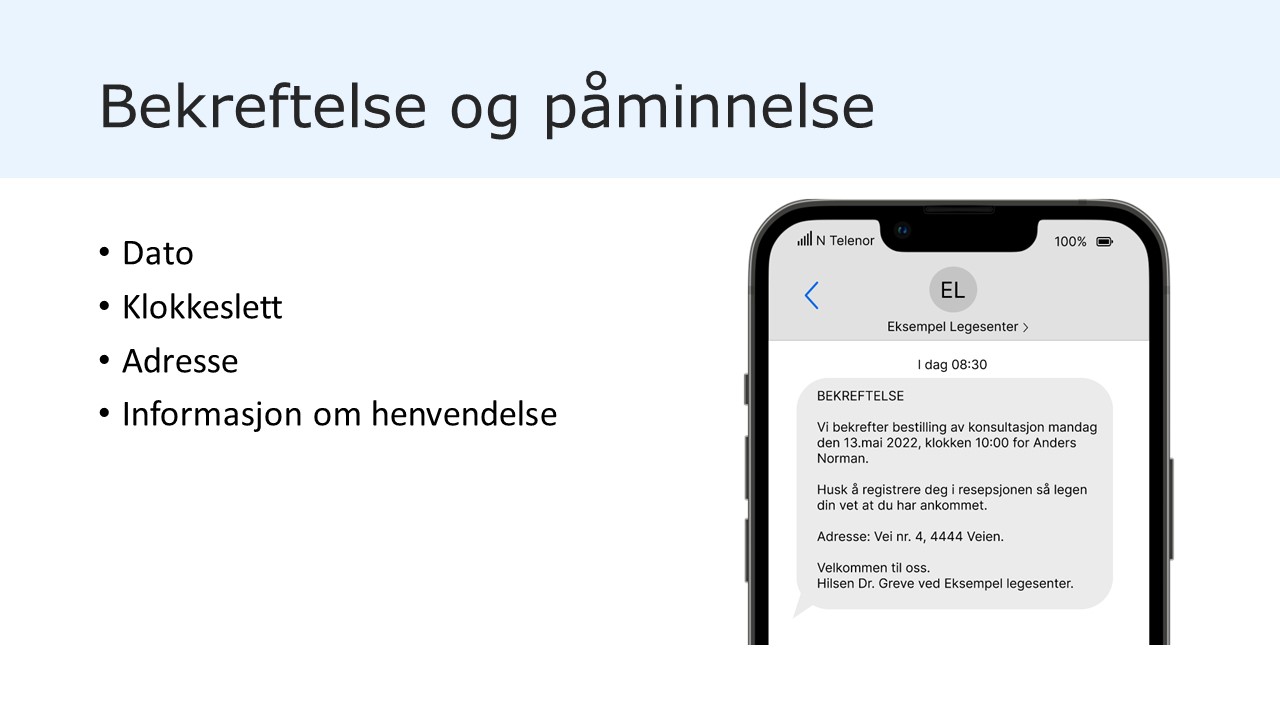 Bekreftelse og påminnelse
• Dato
• Klokkeslett
• Adresse
• Informasjon om henvendelse
N Telenor
100%
EL
Eksempel Legesenter
I dag 08:30
BEKREFTELSE
Vi bekrefter bestilling av konsultasjon mandag
den 13.mai 2022, klokken 10:00 for Anders
Norman.
Husk å registrere deg i resepsjonen så legen
din vet at du har ankommet.
Adresse: Vei nr. 4, 4444 Veien.
Velkommen til oss.
Hilsen Dr. Greve ved Eksempel legesenter.